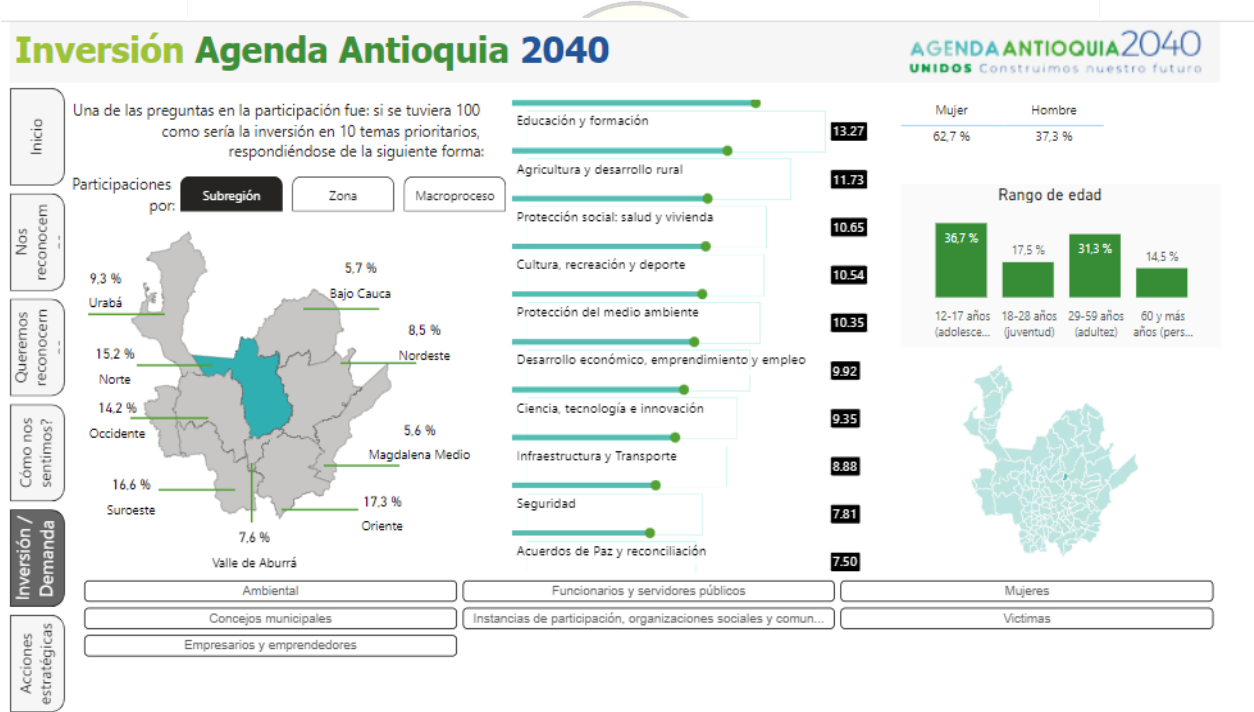 Inversión Agenda Antioquia 2040
AGENDA ANTIOQUIA 2040
UNIDOS Construimos nuestro futuro
Inicio
Nos
reconocem
Queremos
reconocern
Cómo nos
sentimos?
Inversión /
Demanda
Acciones
estratégicas
Una de las preguntas en la participación fue: si se tuviera 100
como sería la inversión en 10 temas prioritarios,
respondiéndose de la siguiente forma:
Participaciones
por:
Subregión
Zona
Macroproceso
9,3 %
Urabá
5,7 %
Bajo Cauca
8,5 %
Nordeste
15,2 %
Norte
14,2 %
Occidente
5,6 %
Magdalena Medio
16,6 %
Suroeste
17,3 %
Oriente
7,6 %
Valle de Aburrá
Educación y formación 13.27
Agricultura y desarrollo rural 11.73
Protección social: salud y vivienda 10.65
Cultura, recreación y deporte 10.54
Protección del medio ambiente 10.35
Desarrollo económico, emprendimiento y empleo 9.92
Ciencia, tecnología e innovación 9.35
Infraestructura y Transporte 8.88
Seguridad 7.81
Acuerdos de Paz y reconciliación 7.50
Mujer Hombre
62,7 % 37,3 %
Rango de edad
36,7 % 17,5 % 31,3 % 14,5 %
12-17 años 18-28 años 29-59 años 60 y más
(adolesce... (juventud) (adultez) años (pers...
Ambiental
Funcionarios y servidores públicos
Mujeres
Concejos municipales
Instancias de participación, organizaciones sociales y comun...
Victimas
Empresarios y emprendedores